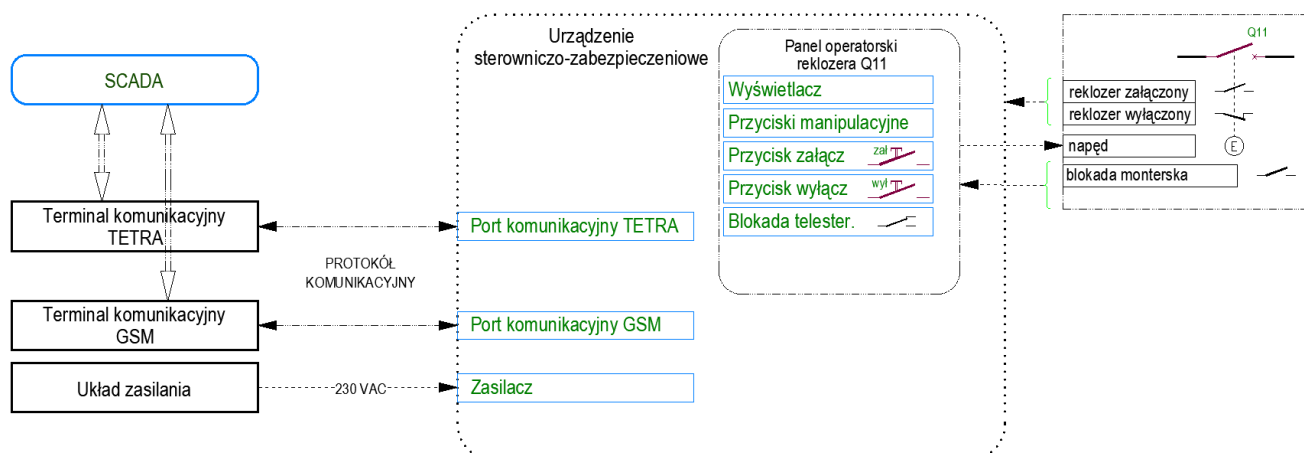 SCADA
Terminal komunikacyjny
TETRA
Terminal komunikacyjny
GSM
Układ zasilania
PROTOKÓŁ
KOMUNIKACYJNY
230 VAC
Urządzenie
sterowniczo-zabezpieczeniowe
Port komunikacyjny TETRA
Port komunikacyjny GSM
Zasilacz
Panel operatorski
reklozera Q11
Wyświetlacz
Przyciski manipulacyjne
Przycisk załącz
zał
Przycisk wyłącz
wył
Blokada telester.
Q11
reklozer załączony
reklozer wyłączony
napęd
E
blokada monterska